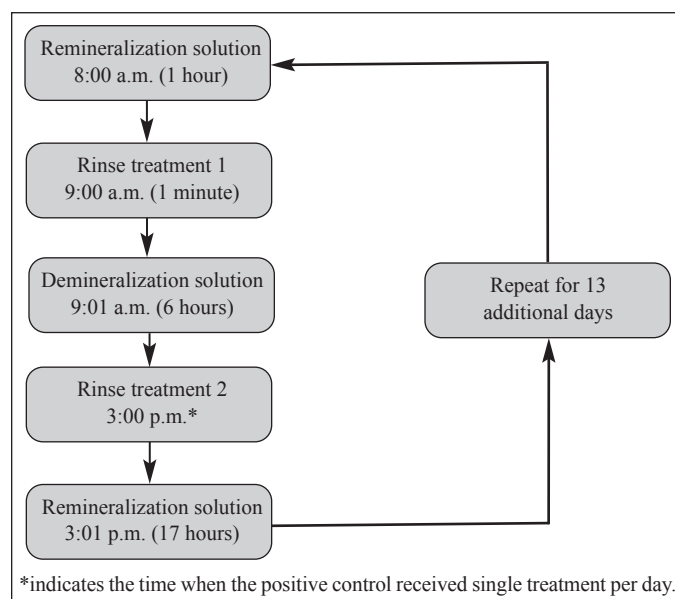 Remineralization solution
8:00 a.m. (1 hour)
Rinse treatment 1
9:00 a.m. (1 minute)
Demineralization solution
9:01 a.m. (6 hours)
Rinse treatment 2
3:00 p.m.*
Remineralization solution
3:01 p.m. (17 hours)
Repeat for 13
additional days
*indicates the time when the positive control received single treatment per day.